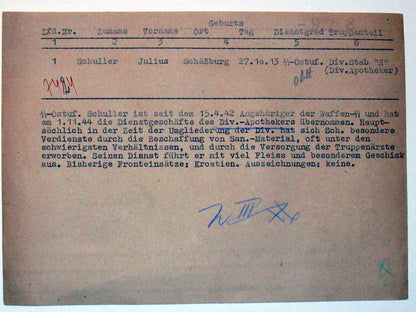 Geburts
Lfd.Nr. Zuname Vorname Ort Tag Dienstgrad Truppenteil
1 2 3 4 5 6 7
1 Schuller Julius Schäßburg 27.10.13 ᛋᛋ-Ostuf. Div.Stab "H"
(Div.Apotheker)
ᛋᛋ-Ostuf. Schuller ist seit dem 15.4.42 Angehöriger der Waffen-ᛋᛋ und hat
am 1.11.44 die Dienstgeschäfte des Div.-Apothekers übernommen. Haupt-
sächlich in der Zeit der Umgliederung der Div. hat sich Sch. besondere
Verdienste durch die Beschaffung von San.-Material, oft unter den
schwierigsten Verhältnissen, und durch die Versorgung der Truppenärzte
erworben. Seinen Dienst führt er mit viel Fleiss und besonderem Geschick
aus. Bisherige Fronteinsätze: Kroatien. Auszeichnungen: keine.